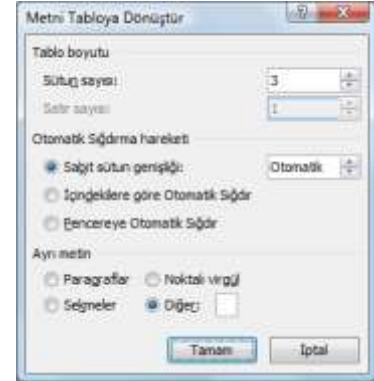 Metni Tabloya Dönüştür
Tablo boyutu
Sütun sayısı: 3
Satır sayısı: 1
Otomatik Sığdırma hareketi
Sabit sütun genişliği: Otomatik
İçindekilere göre Otomatik Sığdır
Pencereye Otomatik Sığdır
Ayrı metin
Paragraflar Noktalı virgül
Sekmeler Diğer:
Tamam İptal